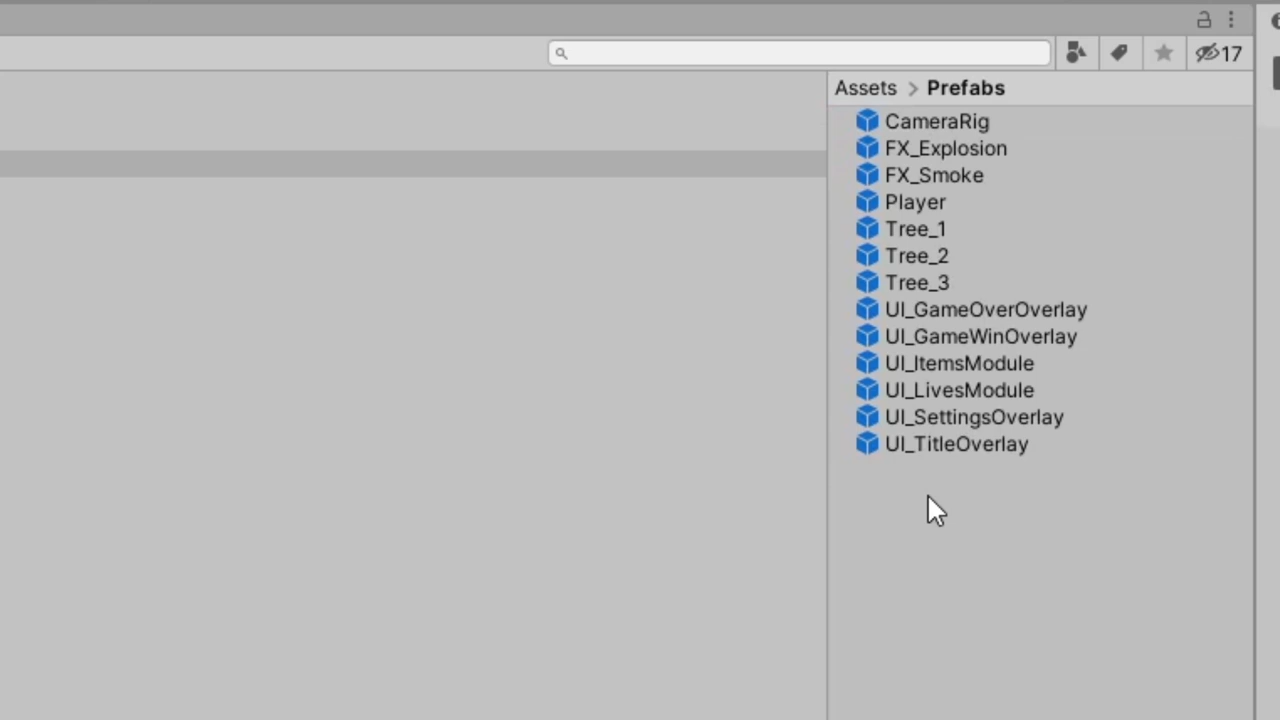 17
Assets > Prefabs
CameraRig
FX_Explosion
FX_Smoke
Player
Tree_1
Tree_2
Tree_3
UI_GameOverOverlay
UI_GameWinOverlay
UI_ItemsModule
UI_LivesModule
UI_SettingsOverlay
UI_TitleOverlay